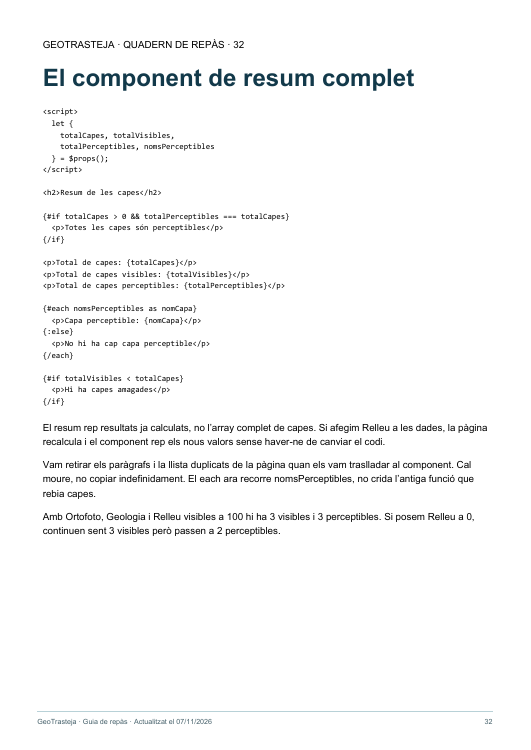 GEOTRASTEJA · QUADERN DE REPÀS · 32
El component de resum complet
<script>
  let {
    totalCapes, totalVisibles,
    totalPerceptibles, nomsPerceptibles
  } = $props();
</script>
<h2>Resum de les capes</h2>
{#if totalCapes > 0 && totalPerceptibles === totalCapes}
  <p>Totes les capes són perceptibles</p>
{/if}
<p>Total de capes: {totalCapes}</p>
<p>Total de capes visibles: {totalVisibles}</p>
<p>Total de capes perceptibles: {totalPerceptibles}</p>
{#each nomsPerceptibles as nomCapa}
  <p>Capa perceptible: {nomCapa}</p>
{:else}
  <p>No hi ha cap capa perceptible</p>
{/each}
{#if totalVisibles < totalCapes}
  <p>Hi ha capes amagades</p>
{/if}
El resum rep resultats ja calculats, no l'array complet de capes. Si afegim Relleu a les dades, la pàgina
recalcula i el component rep els nous valors sense haver-ne de canviar el codi.
Vam retirar els paràgrafs i la llista duplicats de la pàgina quan els vam traslladar al component. Cal
moure, no copiar indefinidament. El each ara recorre nomsPerceptibles, no crida l'antiga funció que
rebia capes.
Amb Ortofoto, Geologia i Relleu visibles a 100 hi ha 3 visibles i 3 perceptibles. Si posem Relleu a 0,
continuen sent 3 visibles però passen a 2 perceptibles.
GeoTrasteja · Guia de repàs · Actualitzat el 07/11/2026
32